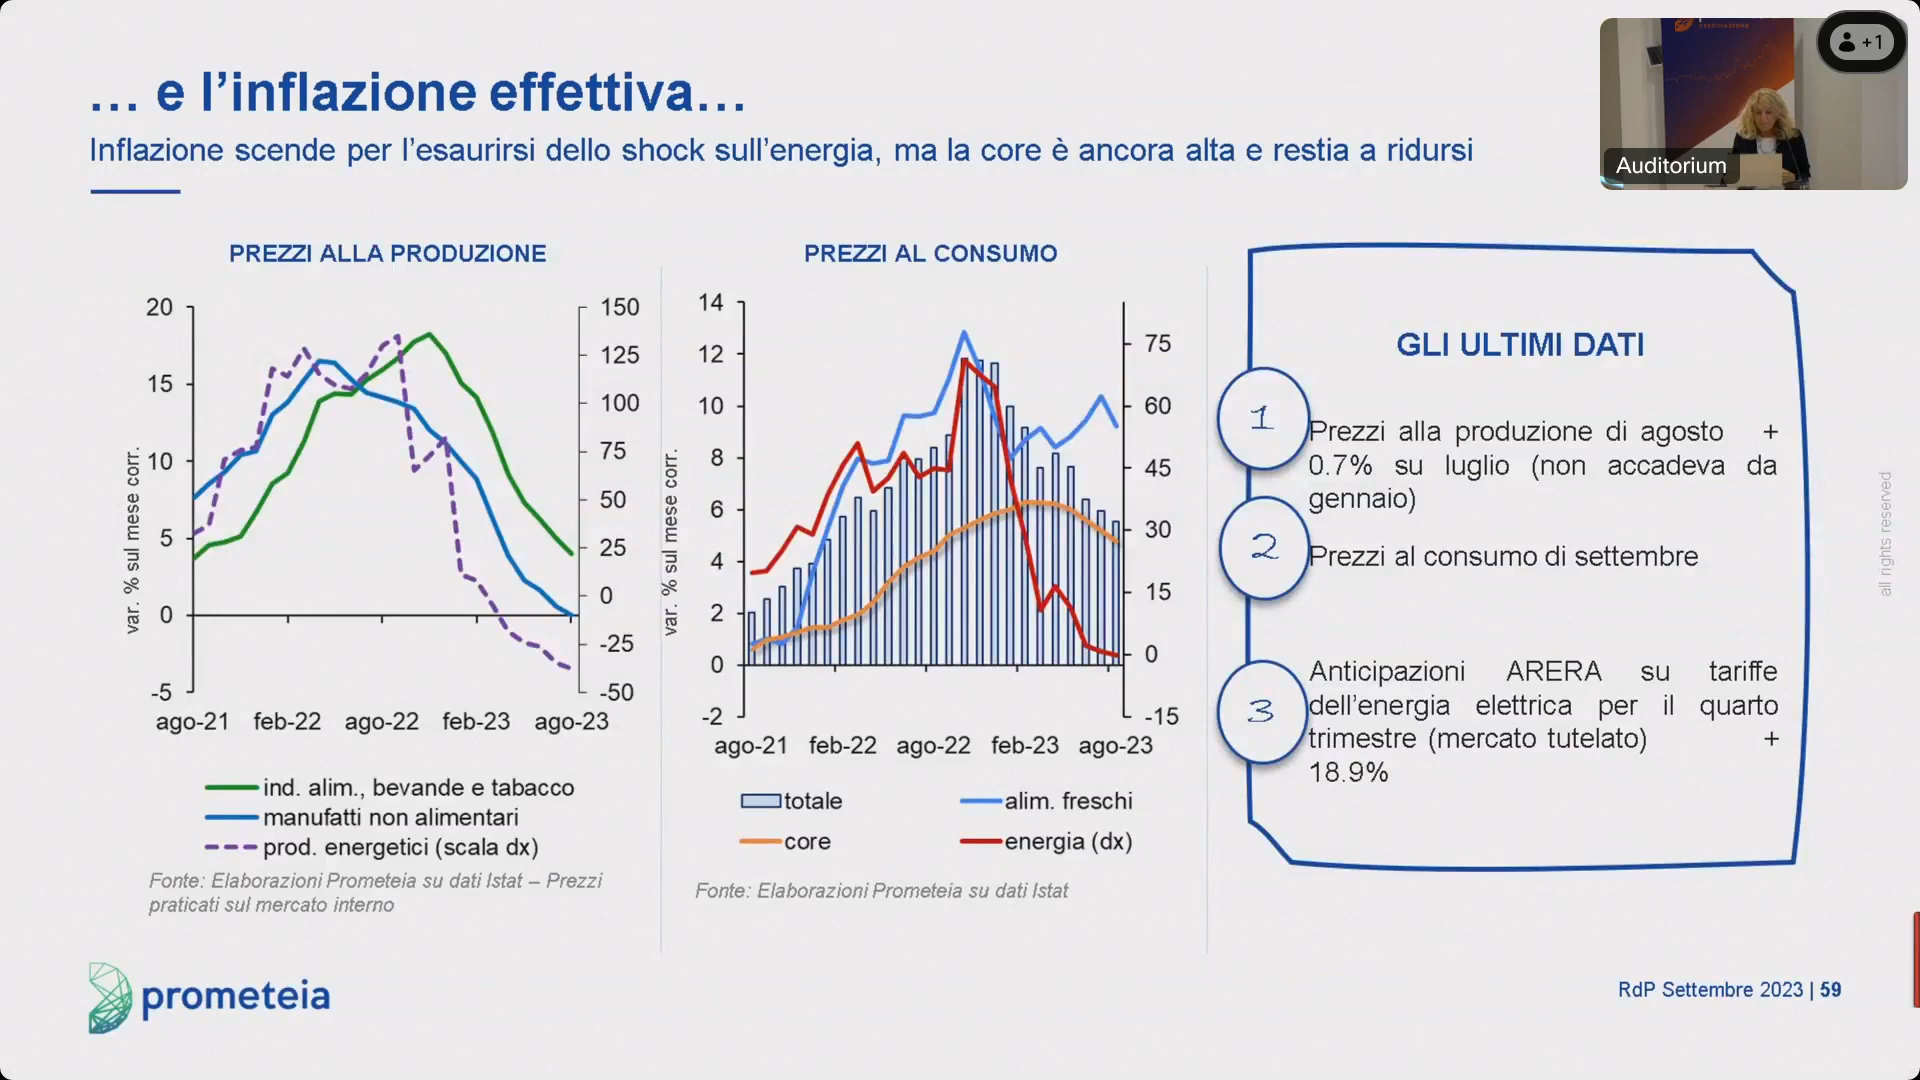 … e l’inflazione effettiva…
Inflazione scende per l’esaurirsi dello shock sull’energia, ma la core è ancora alta e restia a ridursi
+1
Auditorium
PREZZI ALLA PRODUZIONE
20
15
10
5
0
-5
var. % sul mese corr.
150
125
100
75
50
25
0
-25
-50
ago-21 feb-22 ago-22 feb-23 ago-23
ind. alim., bevande e tabacco
manufatti non alimentari
prod. energetici (scala dx)
Fonte: Elaborazioni Prometeia su dati Istat – Prezzi
praticati sul mercato interno
PREZZI AL CONSUMO
14
12
10
8
6
4
2
0
-2
var. % sul mese corr.
75
60
45
30
15
0
-15
ago-21 feb-22 ago-22 feb-23 ago-23
totale alim. freschi
core energia (dx)
Fonte: Elaborazioni Prometeia su dati Istat
GLI ULTIMI DATI
1
Prezzi alla produzione di agosto +
0.7% su luglio (non accadeva da
gennaio)
2
Prezzi al consumo di settembre
3
Anticipazioni ARERA su tariffe
dell’energia elettrica per il quarto
trimestre (mercato tutelato) +
18.9%
all rights reserved
prometeia
RdP Settembre 2023 | 59